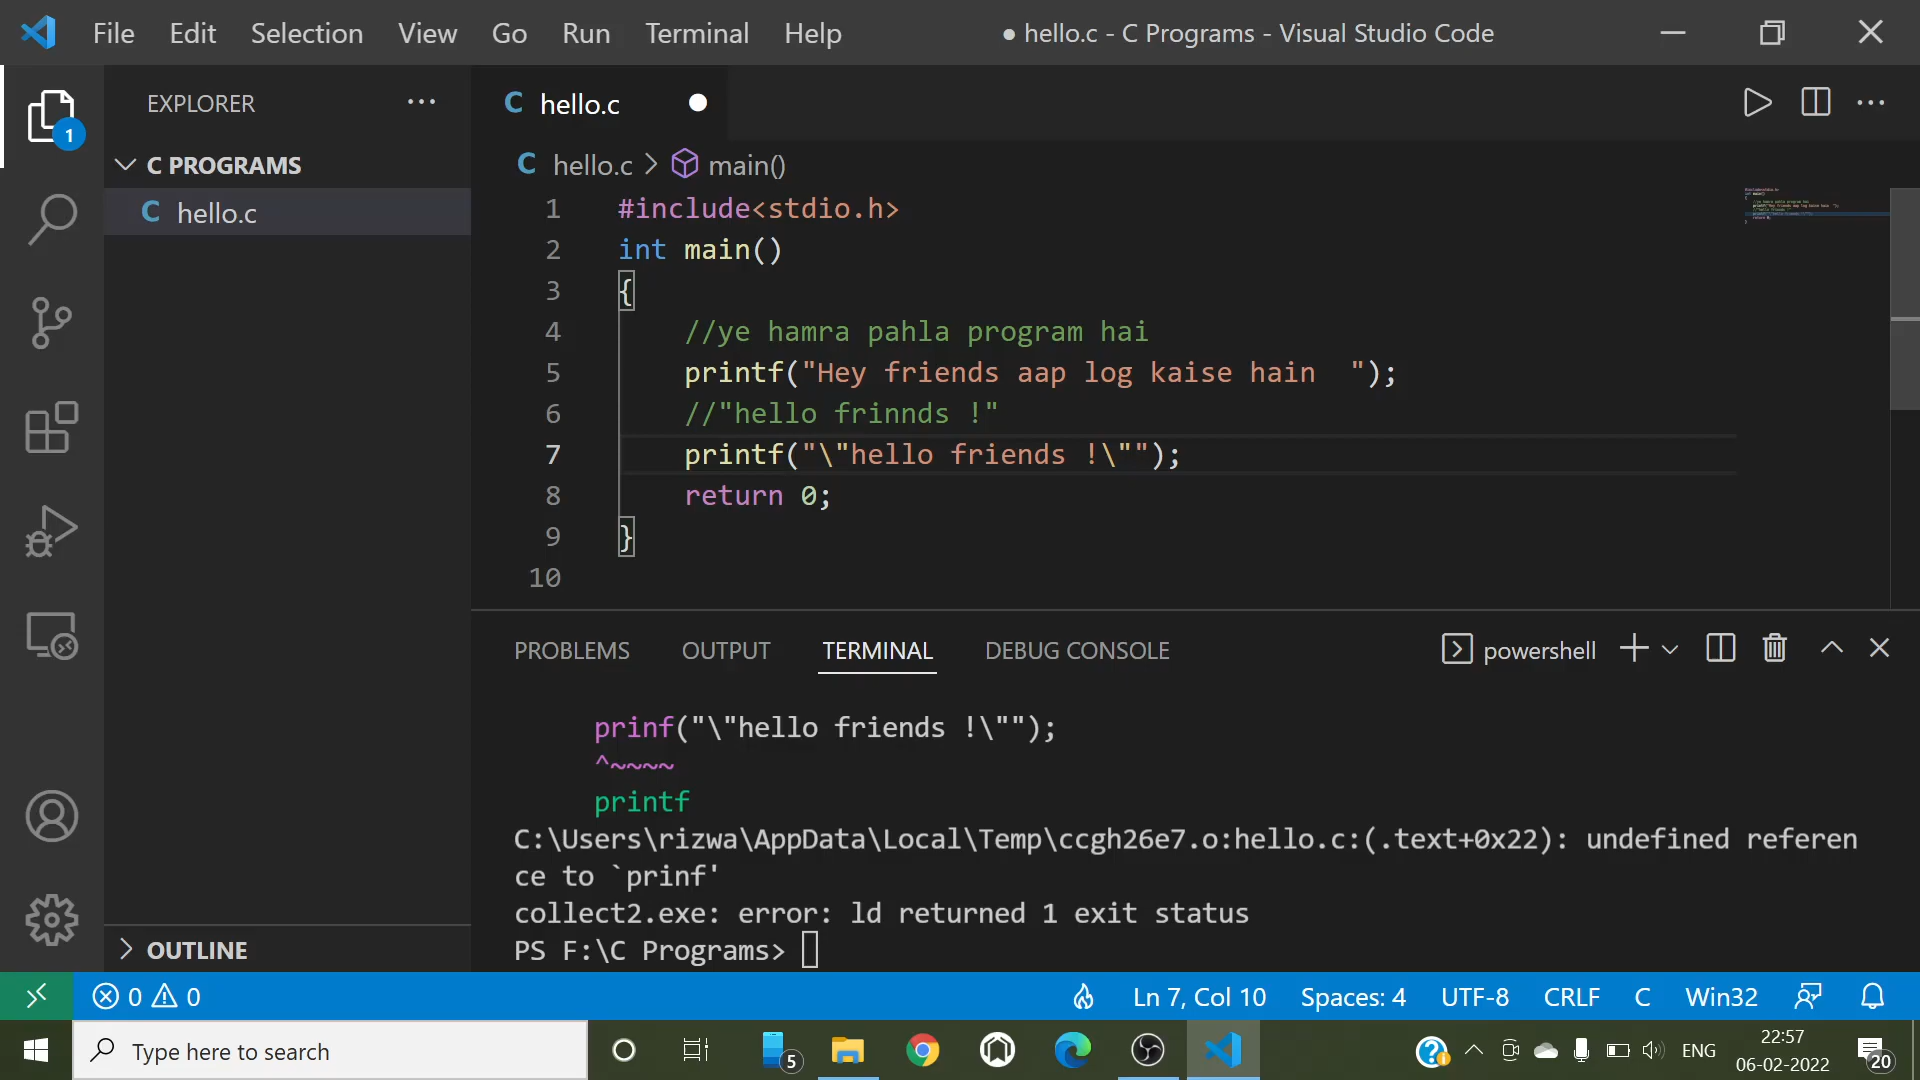 File Edit Selection View Go Run Terminal Help ● hello.c - C Programs - Visual Studio Code
EXPLORER
1
C PROGRAMS
C hello.c
OUTLINE
C hello.c
C hello.c > main()
1 #include<stdio.h>
2 int main()
3 {
4 //ye hamra pahla program hai
5 printf("Hey friends aap log kaise hain  ");
6 //"hello frinnds !"
7 printf("\"hello friends !\"");
8 return 0;
9 }
10
PROBLEMS OUTPUT TERMINAL DEBUG CONSOLE powershell
prinf("\"hello friends !\"");
^~~~~
printf
C:\Users\rizwa\AppData\Local\Temp\ccgh26e7.o:hello.c:(.text+0x22): undefined referen
ce to `prinf'
collect2.exe: error: ld returned 1 exit status
PS F:\C Programs>
0 0 Ln 7, Col 10 Spaces: 4 UTF-8 CRLF C Win32
Type here to search
5
ENG
22:57
06-02-2022
20